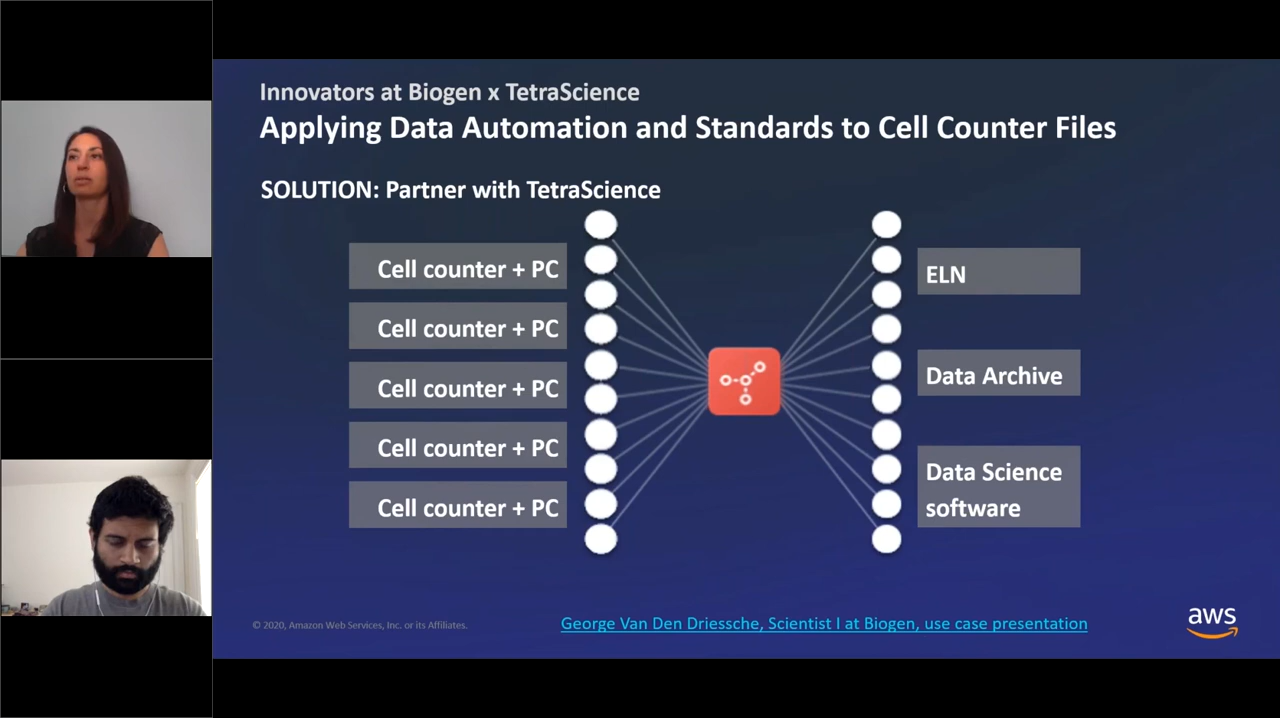 Innovators at Biogen x TetraScience
Applying Data Automation and Standards to Cell Counter Files
SOLUTION: Partner with TetraScience
Cell counter + PC
Cell counter + PC
Cell counter + PC
Cell counter + PC
Cell counter + PC
ELN
Data Archive
Data Science
software
© 2020, Amazon Web Services, Inc. or its Affiliates.
George Van Den Driessche, Scientist I at Biogen, use case presentation
aws